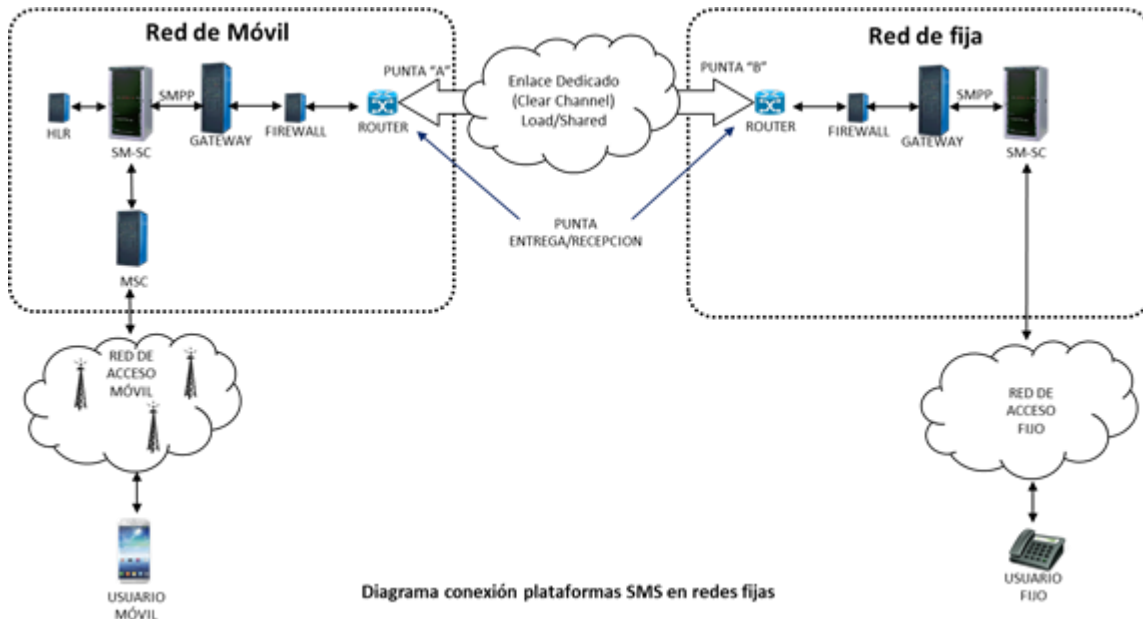 Red de Móvil
Red de fija
PUNTA "A"
Enlace Dedicado
(Clear Channel)
Load/Shared
PUNTA "B"
HLR
SM-SC
SMPP
GATEWAY
FIREWALL
ROUTER
ROUTER
FIREWALL
GATEWAY
SMPP
SM-SC
PUNTA
ENTREGA/RECEPCION
MSC
RED DE
ACCESO
MÓVIL
RED DE
ACCESO
FIJO
USUARIO
MÓVIL
Diagrama conexión plataformas SMS en redes fijas
USUARIO
FIJO